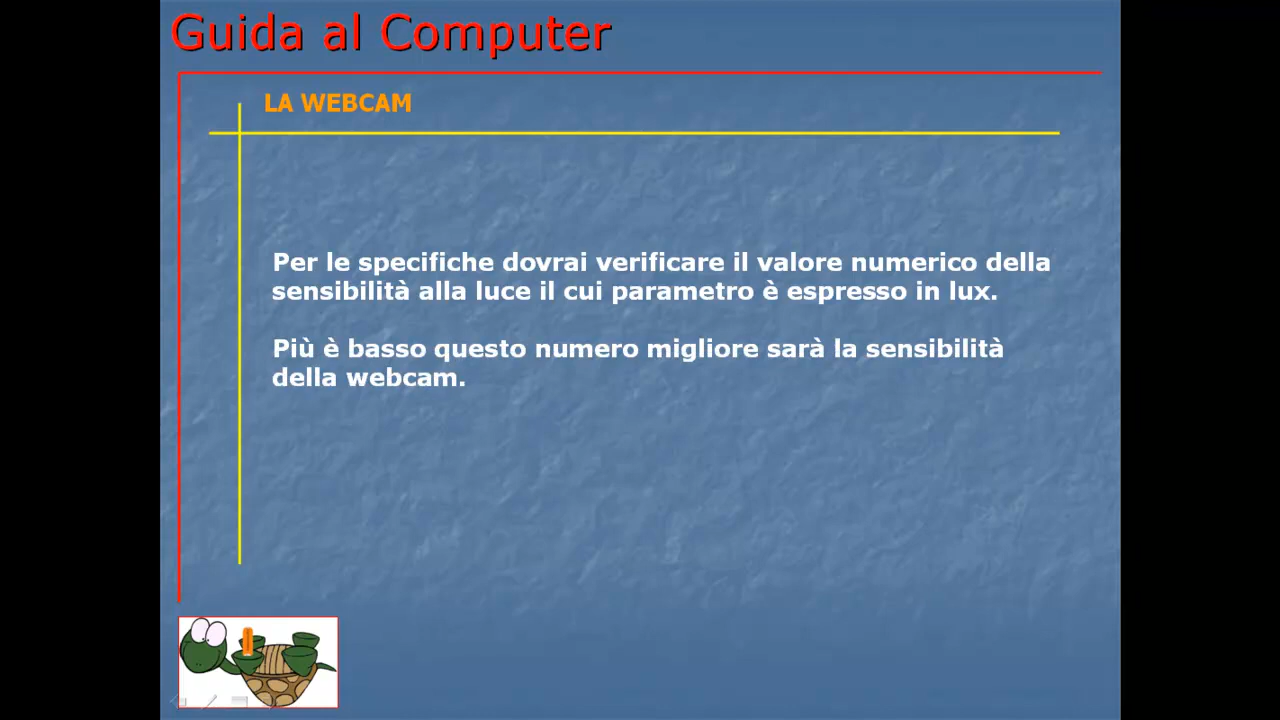 Guida al Computer
LA WEBCAM
Per le specifiche dovrai verificare il valore numerico della
sensibilità alla luce il cui parametro è espresso in lux.
Più è basso questo numero migliore sarà la sensibilità
della webcam.